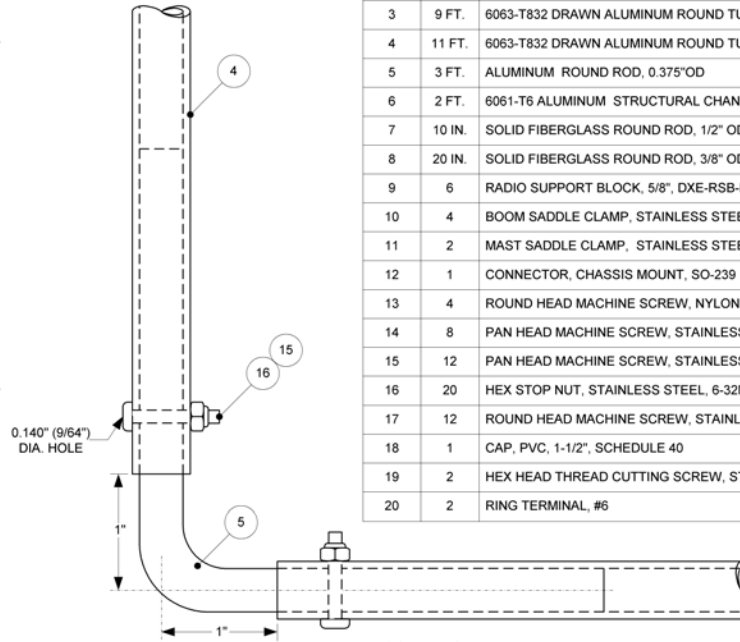 3 9 FT. 6063-T832 DRAWN ALUMINUM ROUND
4 11 FT. 6063-T832 DRAWN ALUMINUM ROUND
5 3 FT. ALUMINUM ROUND ROD, 0.375"OD
6 2 FT. 6061-T6 ALUMINUM STRUCTURAL
7 10 IN. SOLID FIBERGLASS ROUND ROD, 1/2"
8 20 IN. SOLID FIBERGLASS ROUND ROD, 3/8"
9 6 RADIO SUPPORT BLOCK, 5/8", DXE-RSB-
10 4 BOOM SADDLE CLAMP, STAINLESS
11 2 MAST SADDLE CLAMP, STAINLESS
12 1 CONNECTOR, CHASSIS MOUNT, SO-239
13 4 ROUND HEAD MACHINE SCREW, NYLON
14 8 PAN HEAD MACHINE SCREW,
15 12 PAN HEAD MACHINE SCREW,
16 20 HEX STOP NUT, STAINLESS STEEL,
17 12 ROUND HEAD MACHINE SCREW,
18 1 CAP, PVC, 1-1/2", SCHEDULE 40
19 2 HEX HEAD THREAD CUTTING SCREW,
20 2 RING TERMINAL, #6
4
15
16
0.140" (9/64")
DIA. HOLE
1"
5
1"